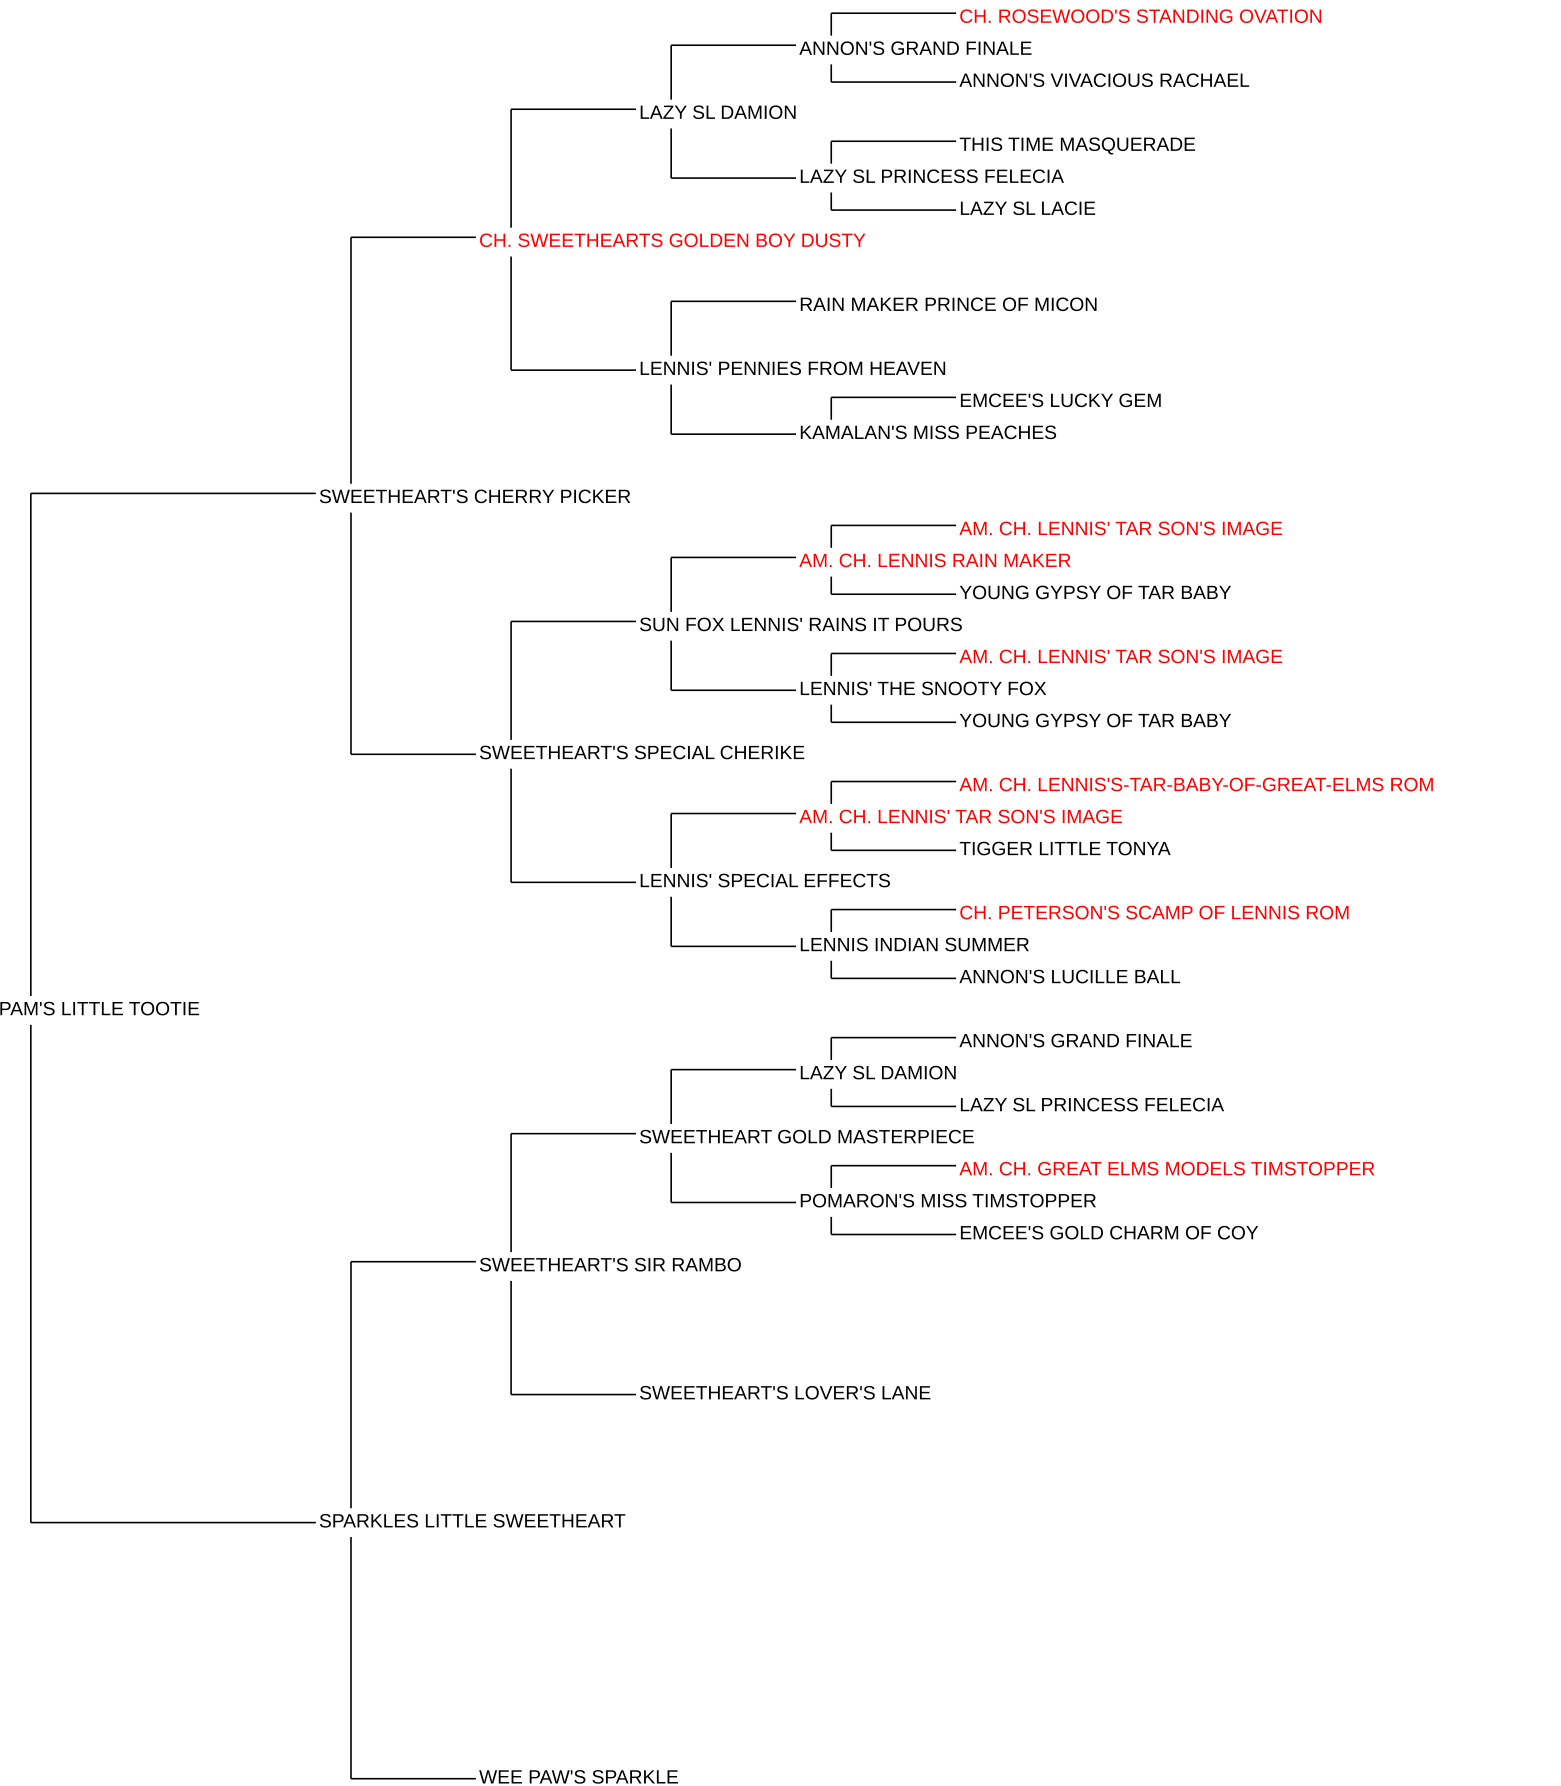 CH. ROSEWOOD'S STANDING OVATION
ANNON'S GRAND FINALE
ANNON'S VIVACIOUS RACHAEL
LAZY SL DAMION
THIS TIME MASQUERADE
LAZY SL PRINCESS FELECIA
LAZY SL LACIE
CH. SWEETHEARTS GOLDEN BOY DUSTY
RAIN MAKER PRINCE OF MICON
LENNIS' PENNIES FROM HEAVEN
EMCEE'S LUCKY GEM
KAMALAN'S MISS PEACHES
SWEETHEART'S CHERRY PICKER
AM. CH. LENNIS' TAR SON'S IMAGE
AM. CH. LENNIS RAIN MAKER
YOUNG GYPSY OF TAR BABY
SUN FOX LENNIS' RAINS IT POURS
AM. CH. LENNIS' TAR SON'S IMAGE
LENNIS' THE SNOOTY FOX
YOUNG GYPSY OF TAR BABY
SWEETHEART'S SPECIAL CHERIKE
AM. CH. LENNIS'S-TAR-BABY-OF-GREAT-ELMS ROM
AM. CH. LENNIS' TAR SON'S IMAGE
TIGGER LITTLE TONYA
LENNIS' SPECIAL EFFECTS
CH. PETERSON'S SCAMP OF LENNIS ROM
LENNIS INDIAN SUMMER
ANNON'S LUCILLE BALL
PAM'S LITTLE TOOTIE
ANNON'S GRAND FINALE
LAZY SL DAMION
LAZY SL PRINCESS FELECIA
SWEETHEART GOLD MASTERPIECE
AM. CH. GREAT ELMS MODELS TIMSTOPPER
POMARON'S MISS TIMSTOPPER
EMCEE'S GOLD CHARM OF COY
SWEETHEART'S SIR RAMBO
SWEETHEART'S LOVER'S LANE
SPARKLES LITTLE SWEETHEART
WEE PAW'S SPARKLE